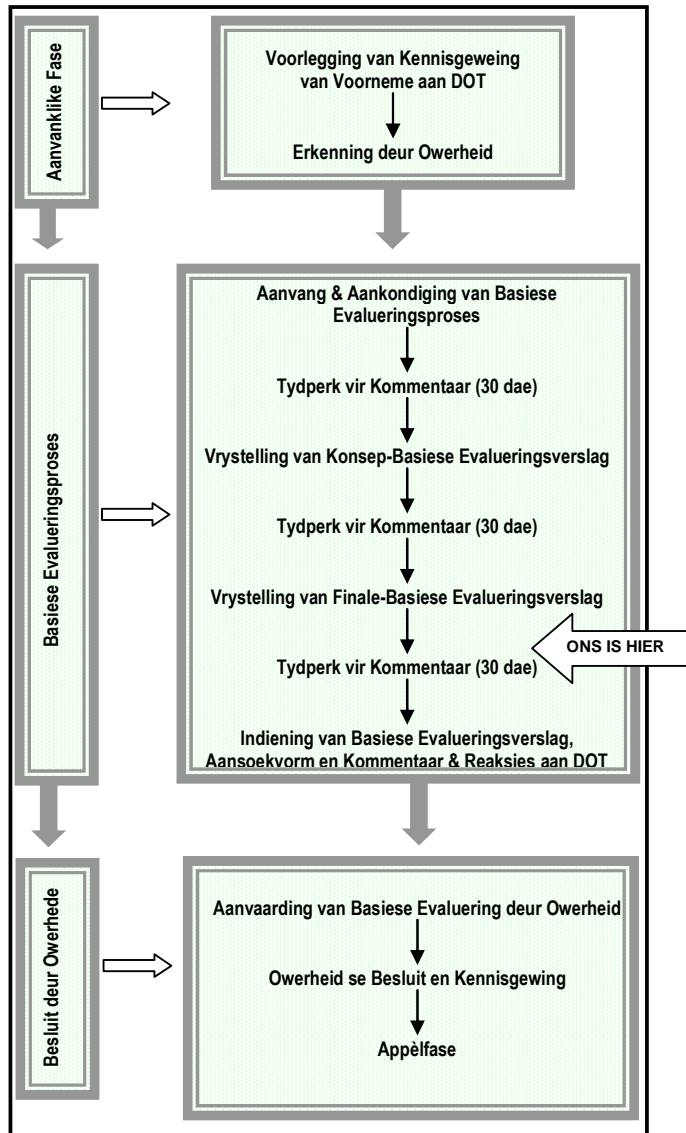 Aanvanklike Fase
Voorlegging van Kennisgeweing
van Voorneme aan DOT
Erkenning deur Owerheid
Basiese Evalueringsproses
Aanvang & Aankondiging van Basiese
Evalueringsproses
Tydperk vir Kommentaar (30 dae)
Vrystelling van Konsep-Basiese Evalueringsverslag
Tydperk vir Kommentaar (30 dae)
Vrystelling van Finale-Basiese Evalueringsverslag
ONS IS HIER
Tydperk vir Kommentaar (30 dae)
Indiening van Basiese Evalueringsverslag,
Aansoekvorm en Kommentaar & Reaksies aan DOT
Besluit deur Owerhede
Aanvaarding van Basiese Evaluering deur Owerheid
Owerheid se Besluit en Kennisgewing
Appèlfase